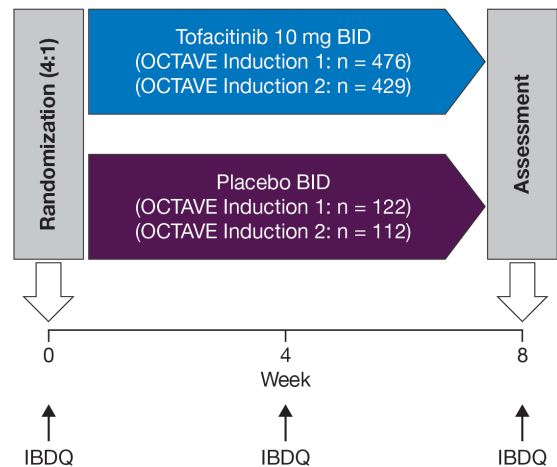 Randomization (4:1)
Tofacitinib 10 mg BID
(OCTAVE Induction 1: n = 476)
(OCTAVE Induction 2: n = 429)
Placebo BID
(OCTAVE Induction 1: n = 122)
(OCTAVE Induction 2: n = 112)
Assessment
0
4
8
Week
IBDQ
IBDQ
IBDQ